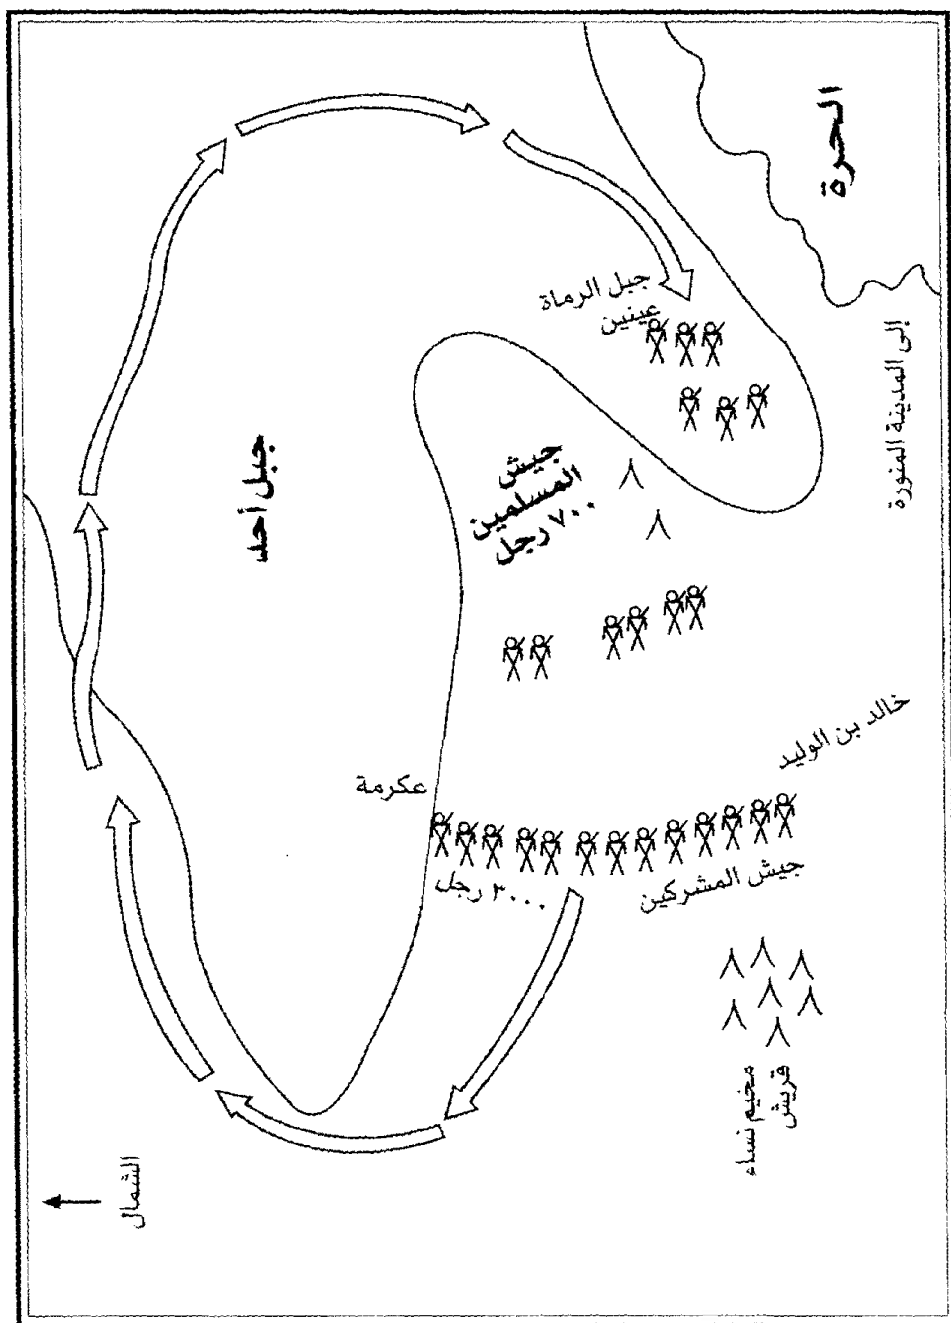 الحرة
جبل الرماة
عينين
إلى المدينة المنورة
جبل أحد
جيش
المسلمين
٧٠٠ رجل
خالد بن الوليد
عكرمة
٣٠٠٠ رجل
جيش المشركين
مخيم نساء
قريش
الشمال